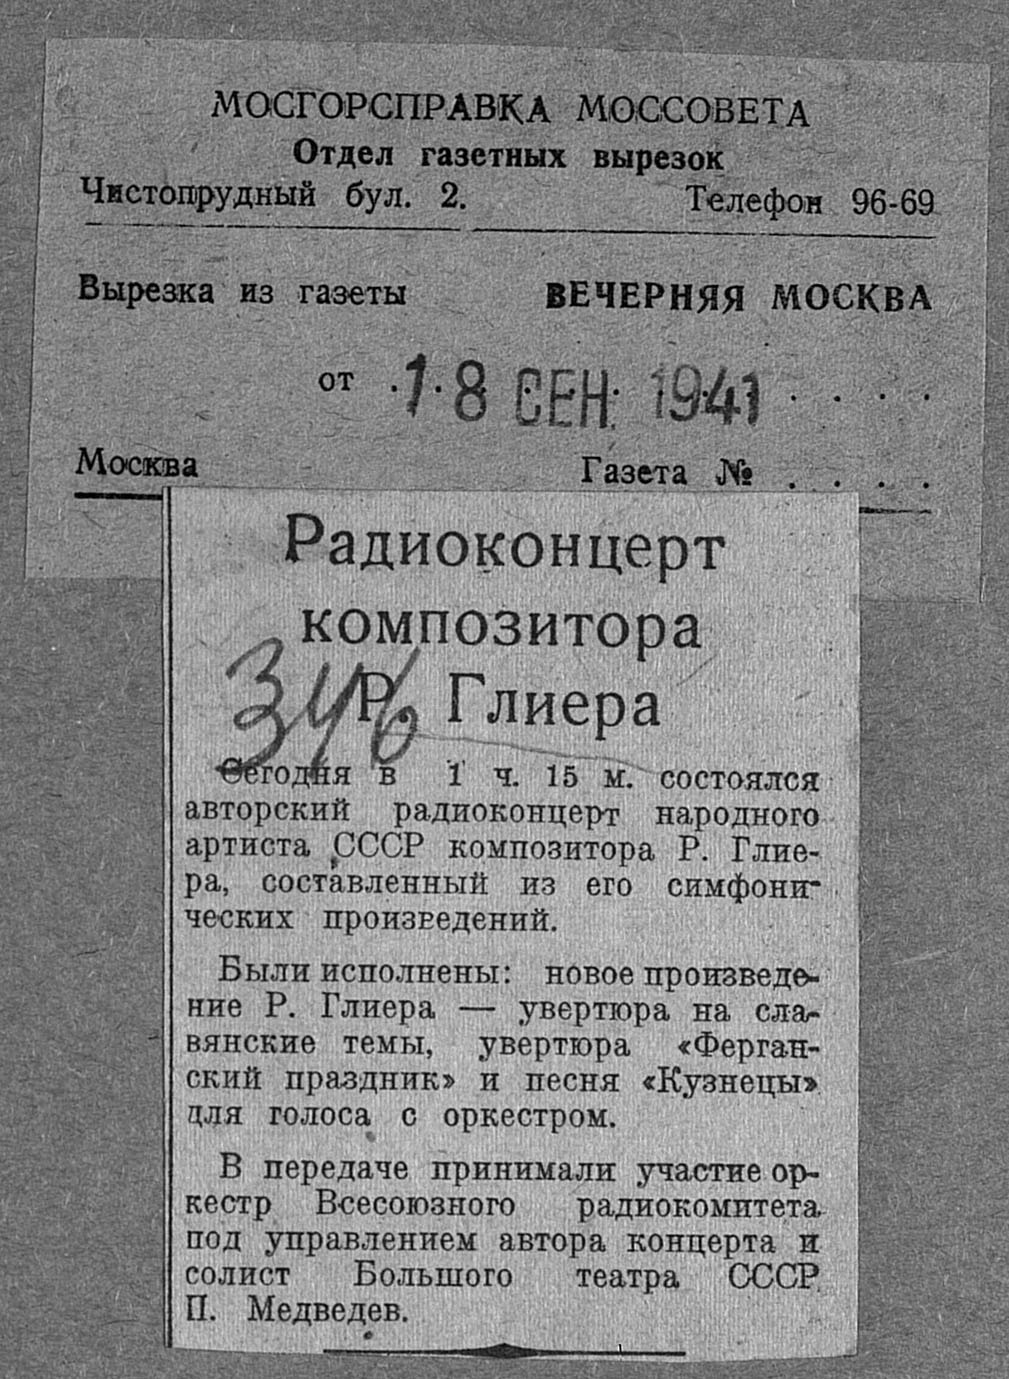 МОСГОРСПРАВКА МОССОВЕТА
Отдел газетных вырезок
Чистопрудный бул. 2. Телефон 96-69
Вырезка из газеты ВЕЧЕРНЯЯ МОСКВА
от 18 СЕН 1941 . . . .
Москва Газета № . . . .
Радиоконцерт
композитора
Р. Глиера
346
Сегодня в 1 ч. 15 м. состоялся
авторский радиоконцерт народного
артиста СССР композитора Р. Глие-
ра, составленный из его симфони-
ческих произведений.
Были исполнены: новое произведе-
ние Р. Глиера — увертюра на сла-
вянские темы, увертюра «Ферган-
ский праздник» и песня «Кузнецы»
для голоса с оркестром.
В передаче принимали участие ор-
кестр Всесоюзного радиокомитета
под управлением автора концерта и
солист Большого театра СССР
П. Медведев.